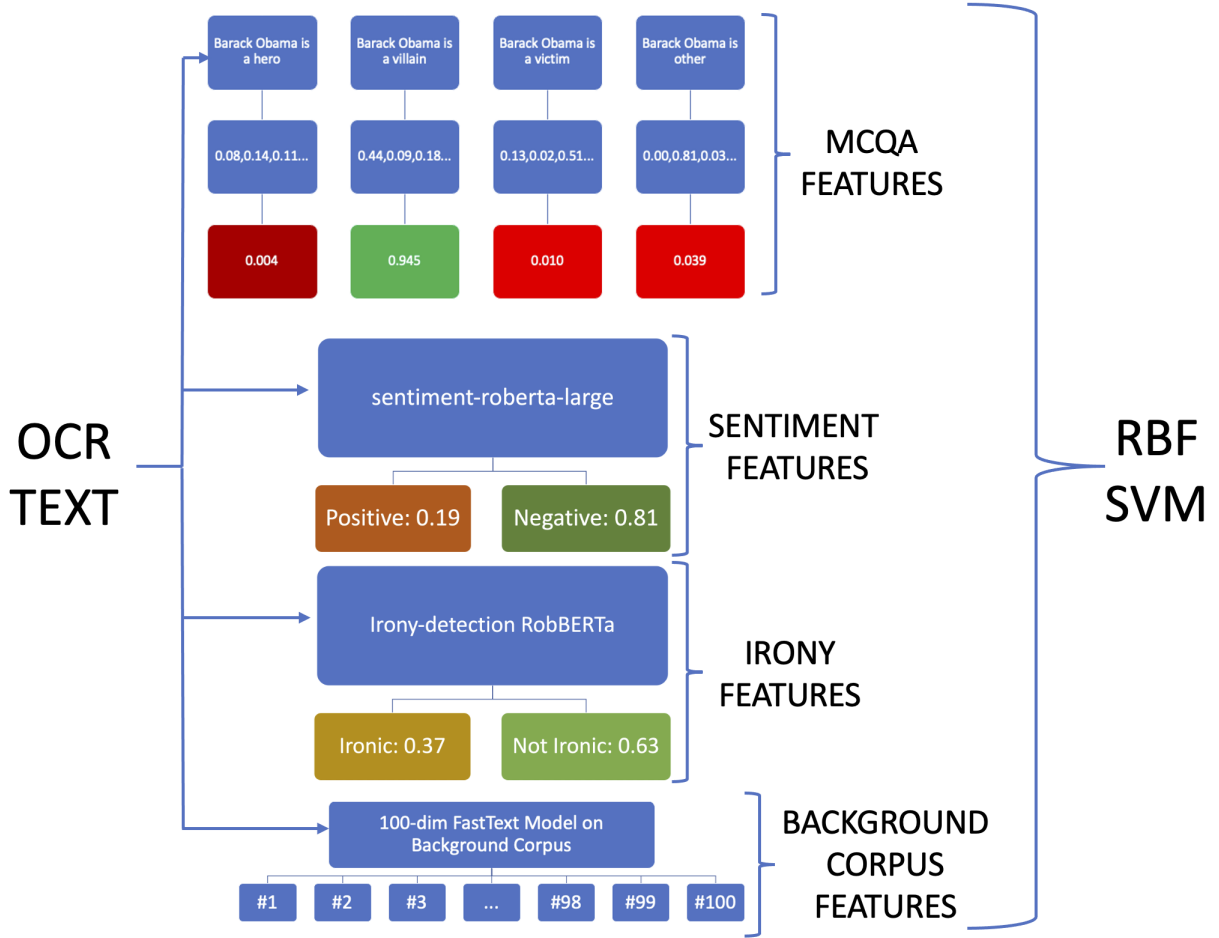 Barack Obama is
a hero
Barack Obama is
a villain
Barack Obama is
a victim
Barack Obama is
other
0.08,0.14,0.11...
0.44,0.09,0.18...
0.13,0.02,0.51...
0.00,0.81,0.03...
0.004
0.945
0.010
0.039
MCQA
FEATURES
OCR
TEXT
sentiment-roberta-large
Positive: 0.19
Negative: 0.81
SENTIMENT
FEATURES
Irony-detection RobBERTa
Ironic: 0.37
Not Ironic: 0.63
IRONY
FEATURES
100-dim FastText Model on
Background Corpus
#1
#2
#3
...
#98
#99
#100
BACKGROUND
CORPUS
FEATURES
RBF
SVM